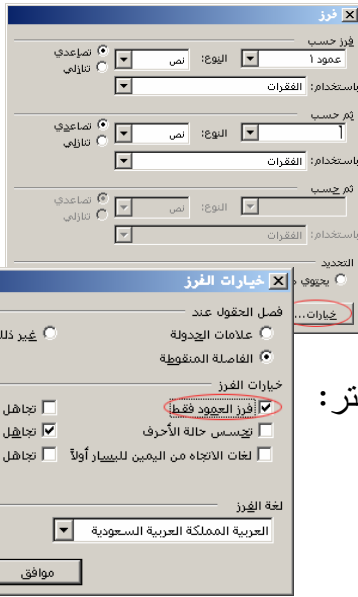 فرز
فرز حسب
عمود ١ النوع: نص تصاعدي
تنازلي
باستخدام: الفقرات
ثم حسب
أ النوع: نص تصاعدي
تنازلي
باستخدام: الفقرات
ثم حسب
النوع: نص تصاعدي
تنازلي
باستخدام: الفقرات
التحديد
خيارات...
خيارات الفرز
فصل الحقول عند
علامات الجدولة غير
الفاصلة المنقوطة
خيارات الفرز
فرز العمود فقط تجاهل
تحسس حالة الأحرف تجاهل
لغات الاتجاه من اليمين لليسار أولاً تجاهل
لغة الفرز
العربية المملكة العربية السعودية
موافق
تر: